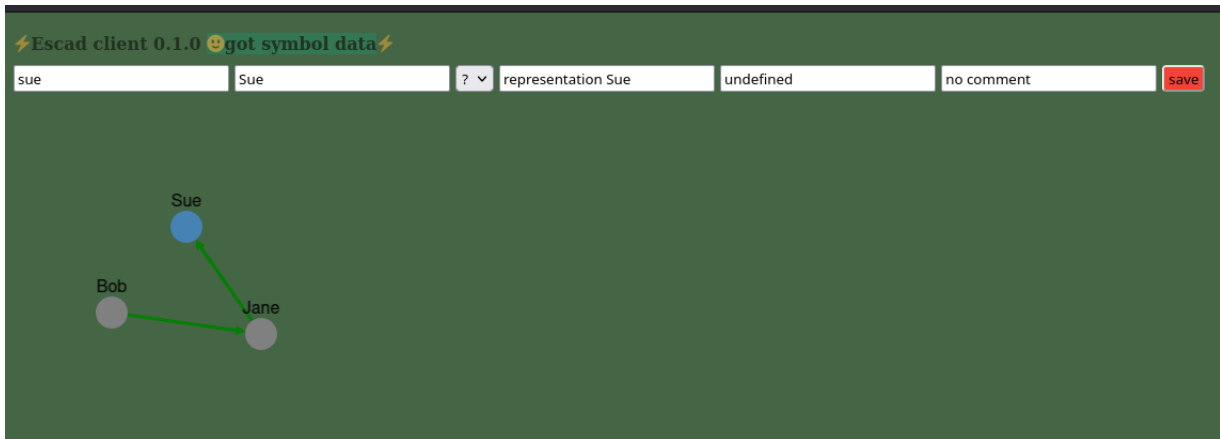 ⚡Escad client 0.1.0 🙂got symbol data⚡
sue Sue ? representation Sue undefined no comment save
Sue
Bob
Jane